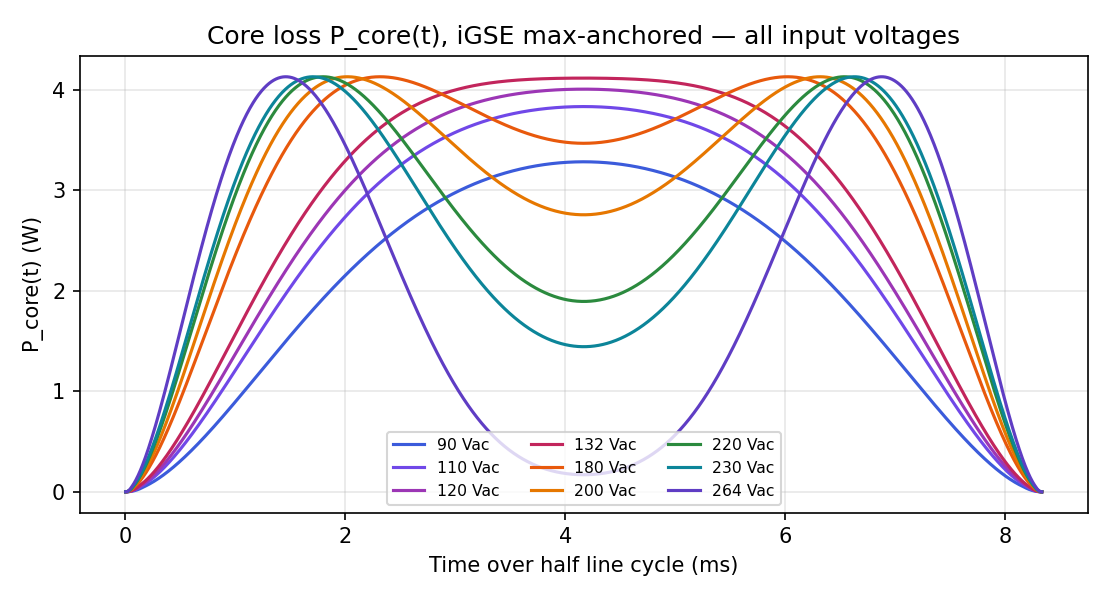 Core loss P_core(t), iGSE max-anchored — all input voltages
P_core(t) (W)
4
3
2
1
0
90 Vac
132 Vac
220 Vac
110 Vac
180 Vac
230 Vac
120 Vac
200 Vac
264 Vac
0 2 4 6 8
Time over half line cycle (ms)